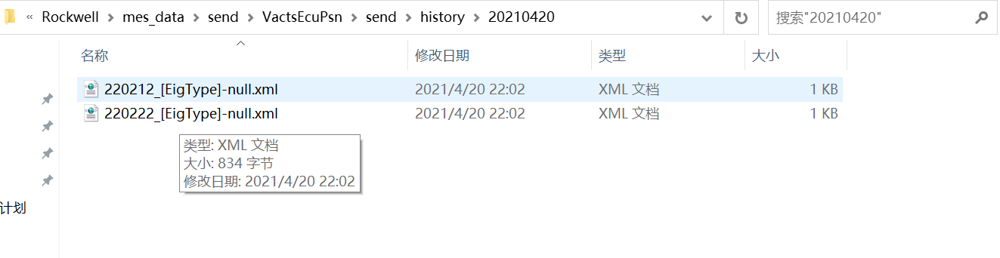 « Rockwell > mes_data > send > VactsEcuPsn > send > history > 20210420
搜索"20210420"
名称 修改日期 类型 大小
220212_[EigType]-null.xml 2021/4/20 22:02 XML 文档 1 KB
220222_[EigType]-null.xml 2021/4/20 22:02 XML 文档 1 KB
类型: XML 文档
大小: 834 字节
修改日期: 2021/4/20 22:02
计划